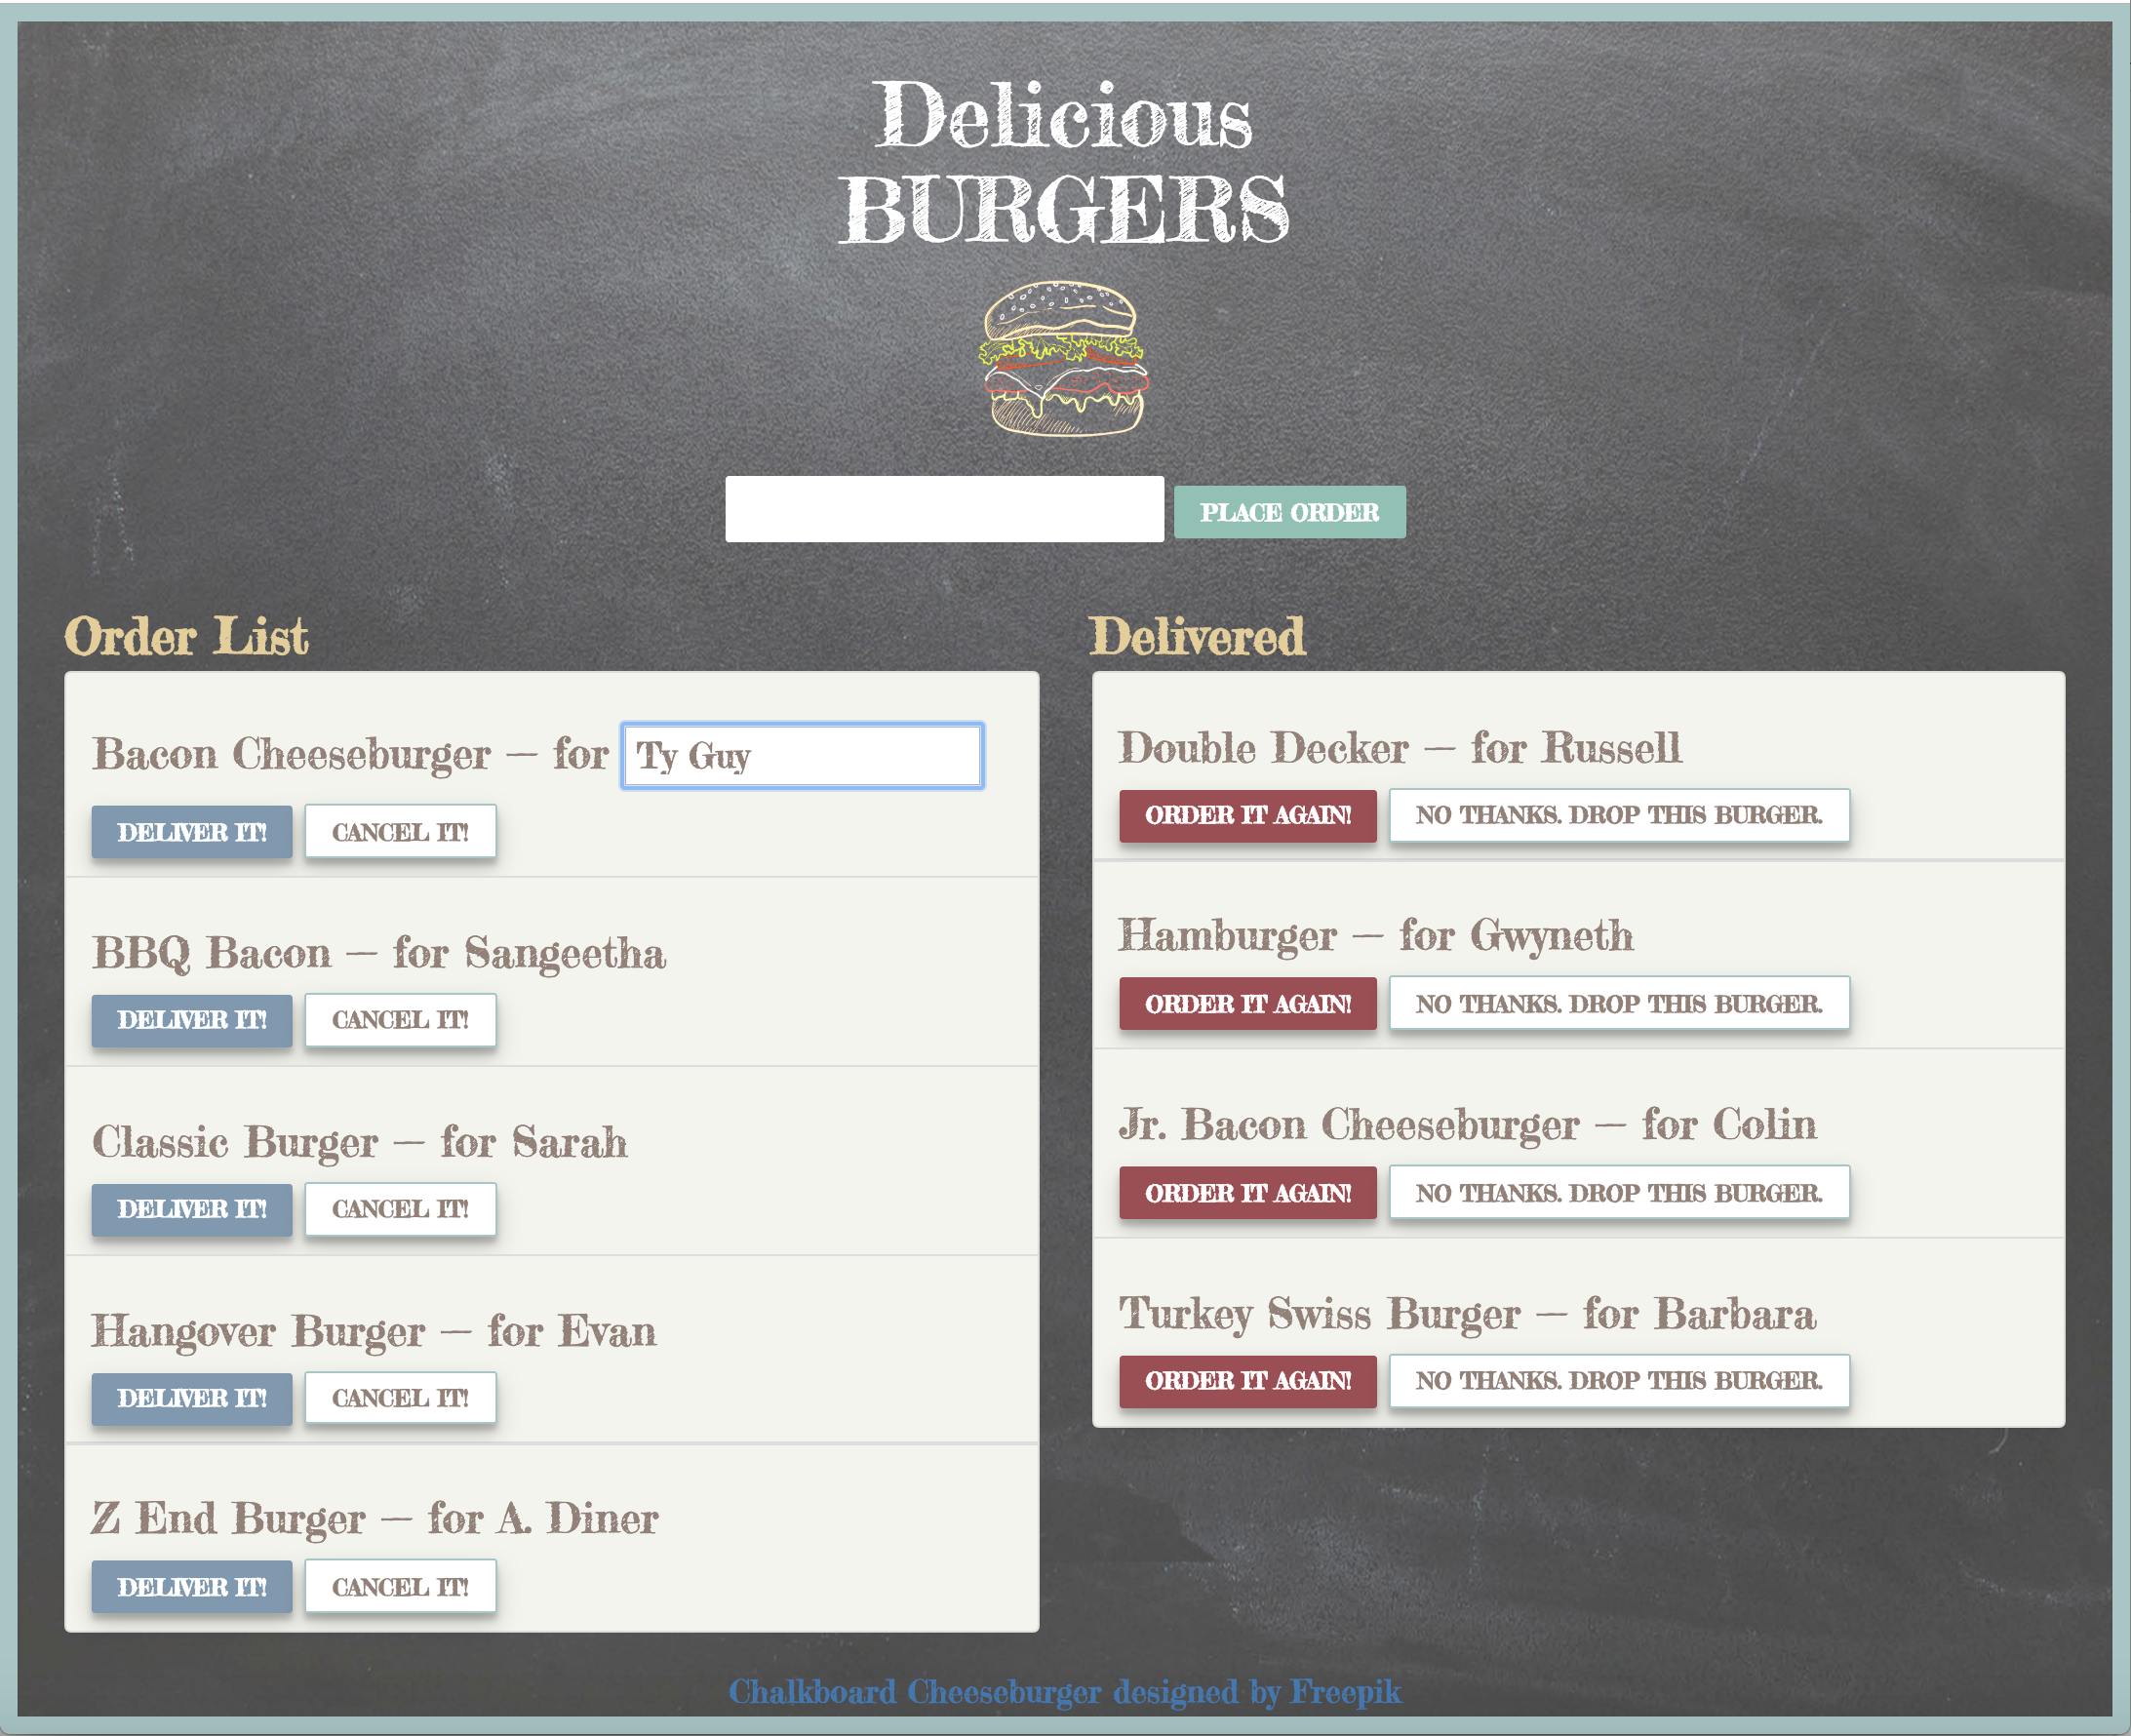 Delicious
BURGERS
PLACE ORDER
Order List
Bacon Cheeseburger — for Ty Guy
DELIVER IT! CANCEL IT!
BBQ Bacon — for Sangeetha
DELIVER IT! CANCEL IT!
Classic Burger — for Sarah
DELIVER IT! CANCEL IT!
Hangover Burger — for Evan
DELIVER IT! CANCEL IT!
Z End Burger — for A. Diner
DELIVER IT! CANCEL IT!
Delivered
Double Decker — for Russell
ORDER IT AGAIN! NO THANKS. DROP THIS BURGER.
Hamburger — for Gwyneth
ORDER IT AGAIN! NO THANKS. DROP THIS BURGER.
Jr. Bacon Cheeseburger — for Colin
ORDER IT AGAIN! NO THANKS. DROP THIS BURGER.
Turkey Swiss Burger — for Barbara
ORDER IT AGAIN! NO THANKS. DROP THIS BURGER.
Chalkboard Cheeseburger designed by Freepik